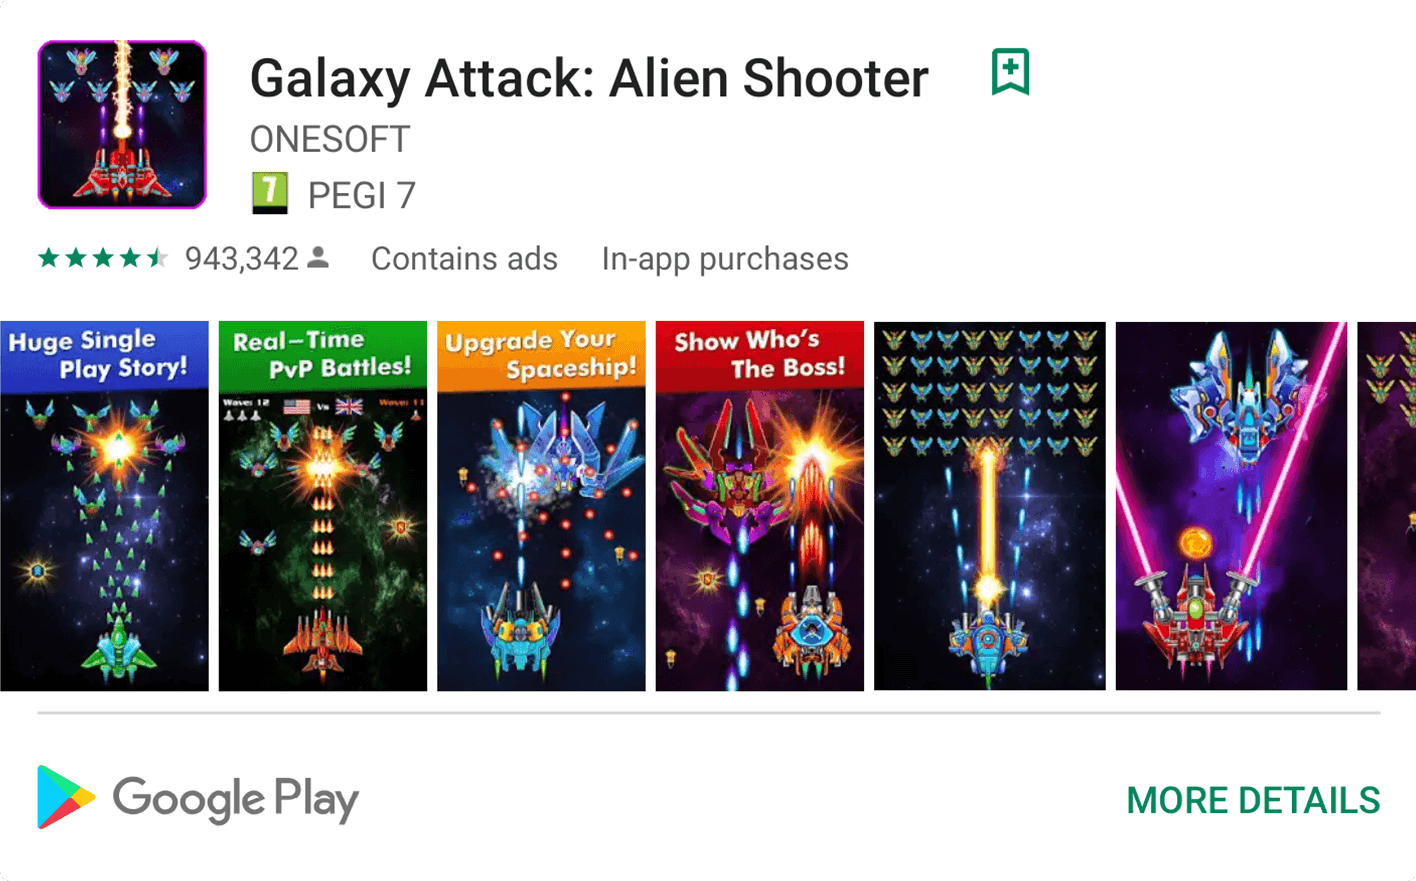 Galaxy Attack: Alien Shooter
ONESOFT
7 PEGI 7
943,342 Contains ads In-app purchases
Huge Single
Play Story!
Real-Time
PvP Battles!
Wave: 12 Vs Wave: 11
Upgrade Your
Spaceship!
Show Who's
The Boss!
Google Play
MORE DETAILS